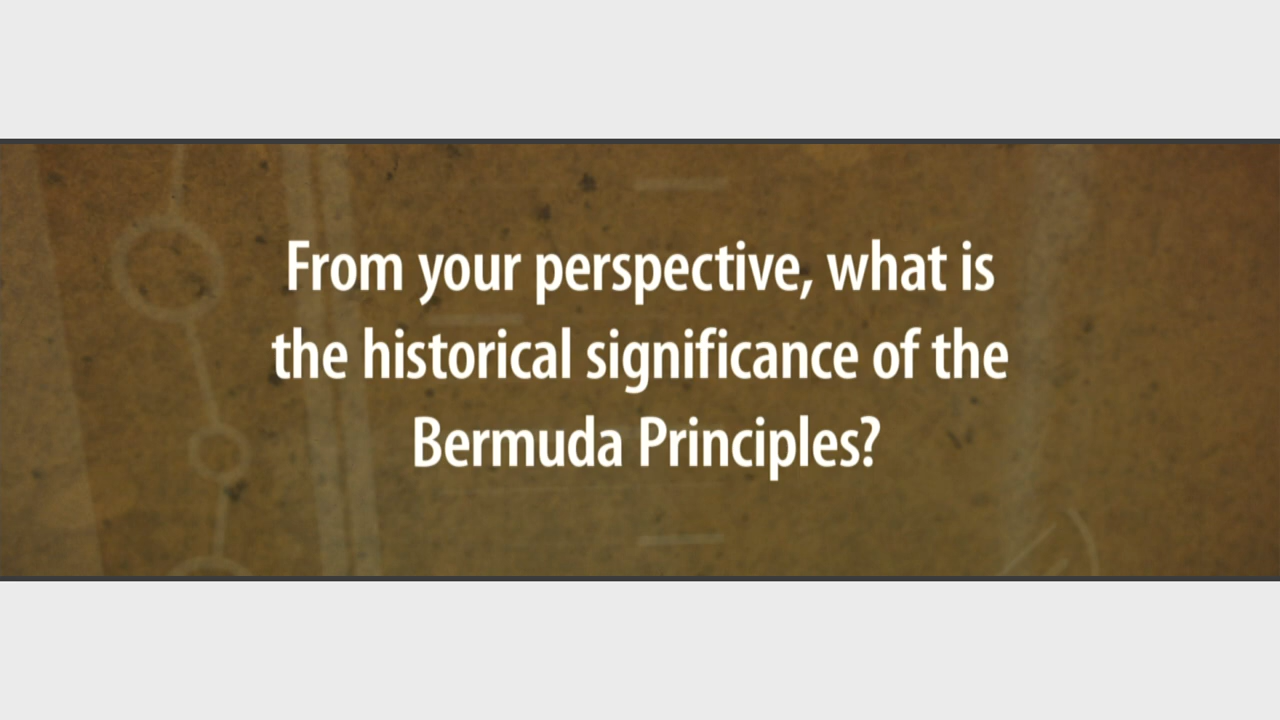 From your perspective, what is
the historical significance of the
Bermuda Principles?